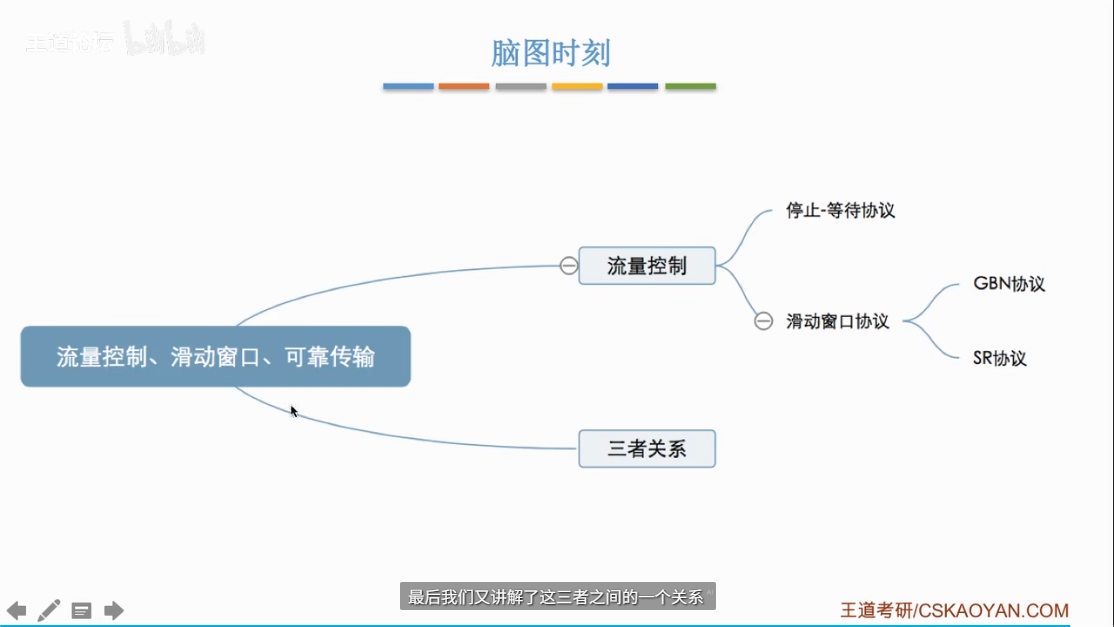 王道论坛 bilibili
脑图时刻
停止-等待协议
流量控制
GBN协议
滑动窗口协议
流量控制、滑动窗口、可靠传输
SR协议
三者关系
最后我们又讲解了这三者之间的一个关系
王道考研/CSKAOYAN.COM